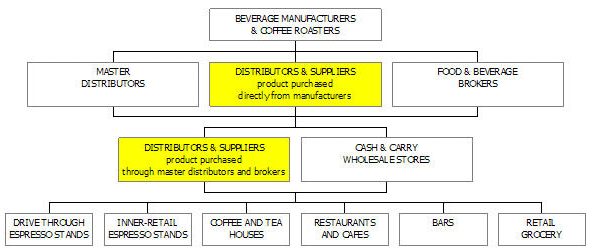 BEVERAGE MANUFACTURERS
& COFFEE ROASTERS
MASTER
DISTRIBUTORS
DISTRIBUTORS & SUPPLIERS
product purchased
directly from manufacturers
FOOD & BEVERAGE
BROKERS
DISTRIBUTORS & SUPPLIERS
product purchased
through master distributors and brokers
CASH & CARRY
WHOLESALE STORES
DRIVE THROUGH
ESPRESSO STANDS
INNER-RETAIL
ESPRESSO STANDS
COFFEE AND TEA
HOUSES
RESTAURANTS
AND CAFES
BARS
RETAIL
GROCERY